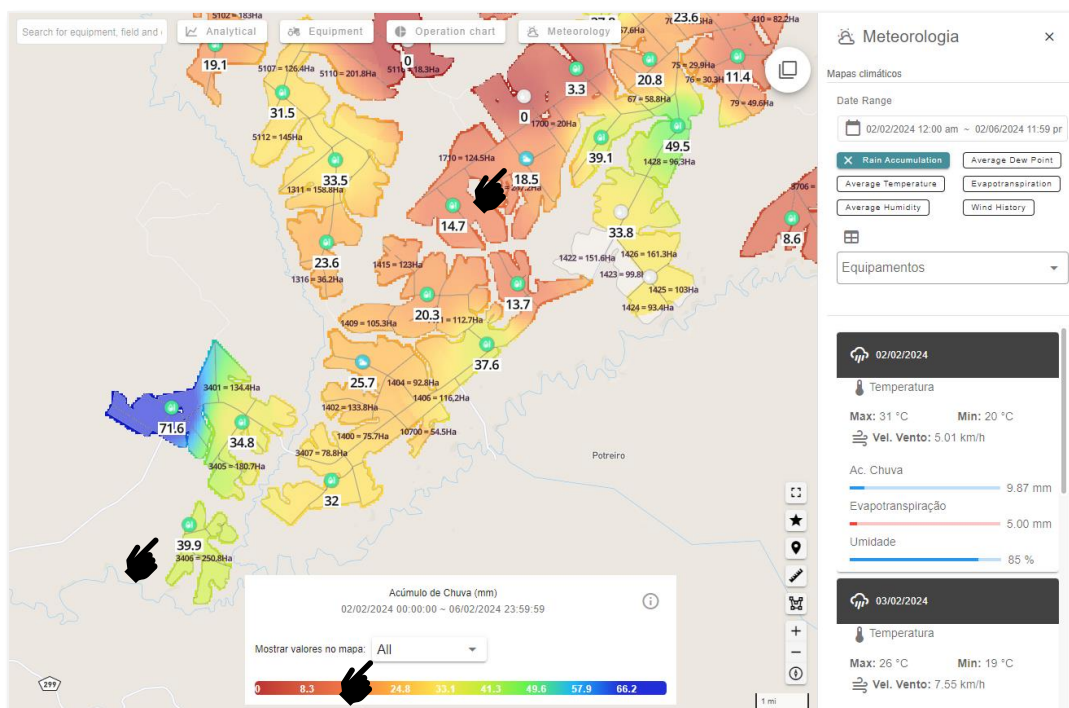 5102 = 183Ha
27.9
57.6Ha
23.6
410 = 82,2Ha
Search for equipment, field and
Analytical
Equipment
Operation chart
Meteorology
19.1
5107 = 126.4Ha
5110 = 201.8Ha
0
18.3Ha
3.3
20.8
75 = 29.9Ha
76 = 30.3H
11.4
31.5
67 = 58.8Ha
79 = 49.6Ha
0
1700 = 20Ha
5112 = 145Ha
39.1
49.5
1710 = 124.5Ha
1428 = 96,3Ha
33.5
1311 = 158.8Ha
18.5
247.2Ha
8706 =
14.7
33.8
8.6
23.6
1316 = 36.2Ha
1415 = 123Ha
1422 = 151.6Ha
1426 = 161.3Ha
1423 = 99.8H
1425 = 103Ha
1424 = 93.4Ha
13.7
20.3
1 = 112.7Ha
1409 = 105.3Ha
37.6
25.7
1404 = 92.8Ha
1406 = 116,2Ha
3401 = 134.4Ha
1402 = 133.8Ha
71.6
34.8
1400 = 75.7Ha
10700 = 54.5Ha
3407 = 78.8Ha
3405 = 180.7Ha
Potreiro
32
39.9
3406 = 250.8Ha
299
1 mi
Acúmulo de Chuva (mm)
02/02/2024 00:00:00 ~ 06/02/2024 23:59:59
Mostrar valores no mapa: All
0 8.3 24.8 33.1 41.3 49.6 57.9 66.2
Meteorologia
Mapas climáticos
Date Range
02/02/2024 12:00 am ~ 02/06/2024 11:59 pr
Rain Accumulation
Average Dew Point
Average Temperature
Evapotranspiration
Average Humidity
Wind History
Equipamentos
02/02/2024
Temperatura
Max: 31 °C Min: 20 °C
Vel. Vento: 5.01 km/h
Ac. Chuva
9.87 mm
Evapotranspiração
5.00 mm
Umidade
85 %
03/02/2024
Temperatura
Max: 26 °C Min: 19 °C
Vel. Vento: 7.55 km/h